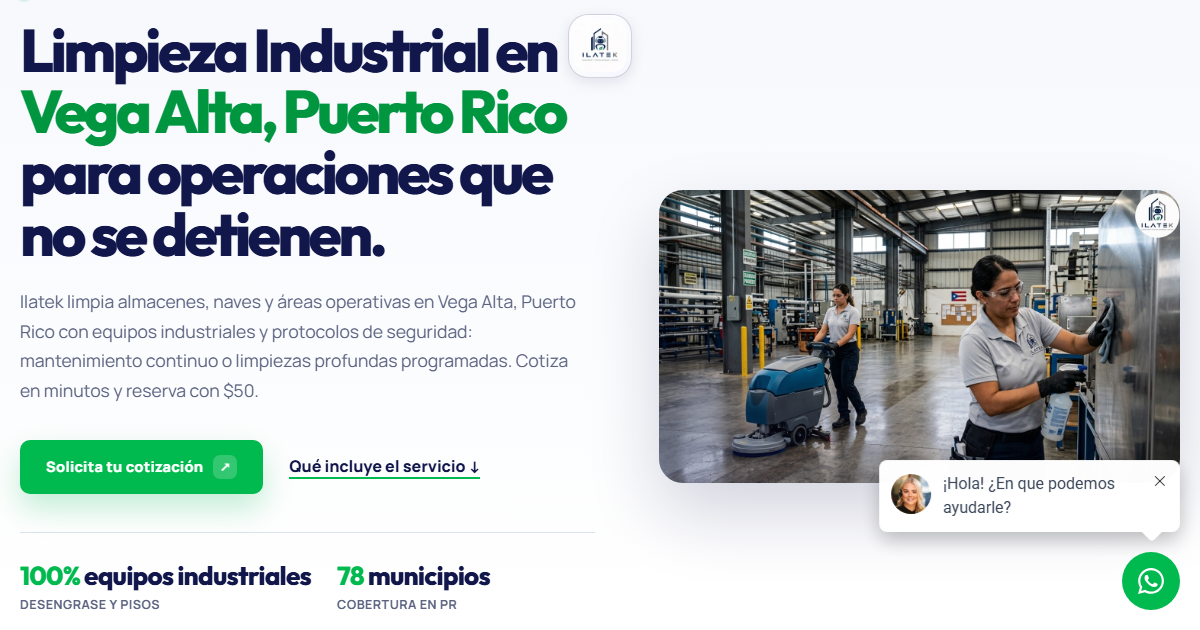 Limpieza Industrial en
ILATEK
Vega Alta, Puerto Rico
para operaciones que
no se detienen.
Ilatek limpia almacenes, naves y áreas operativas en Vega Alta, Puerto
Rico con equipos industriales y protocolos de seguridad:
mantenimiento continuo o limpiezas profundas programadas. Cotiza
en minutos y reserva con $50.
Solicita tu cotización ↗
Qué incluye el servicio ↓
100% equipos industriales
DESENGRASE Y PISOS
78 municipios
COBERTURA EN PR
ILATEK
¡Hola! ¿En que podemos
ayudarle?